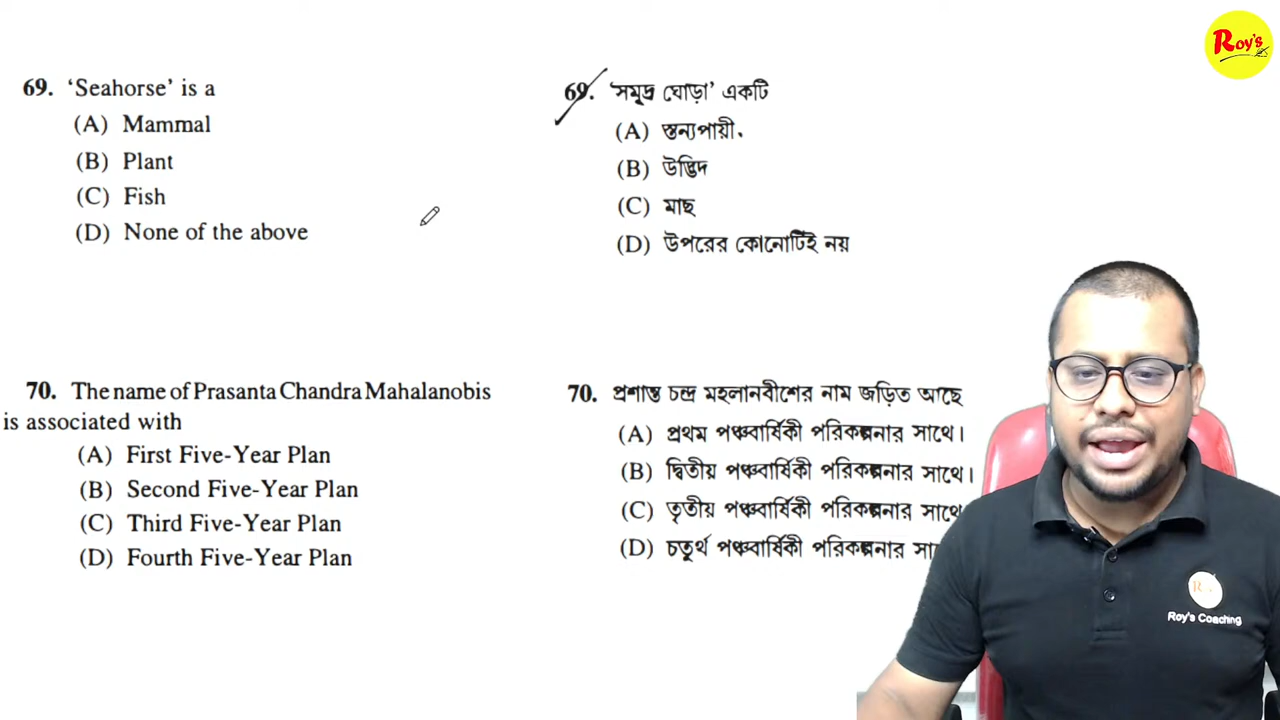 Roy's
69. ‘Seahorse’ is a
(A) Mammal
(B) Plant
(C) Fish
(D) None of the above
70. The name of Prasanta Chandra Mahalanobis
is associated with
(A) First Five-Year Plan
(B) Second Five-Year Plan
(C) Third Five-Year Plan
(D) Fourth Five-Year Plan
69. ‘সমুদ্র ঘোড়া’ একটি
(A) স্তন্যপায়ী
(B) উদ্ভিদ
(C) মাছ
(D) উপরের কোনোটিই নয়
70. প্রশান্ত চন্দ্র মহলানবীশের নাম জড়িত আছে
(A) প্রথম পঞ্চবার্ষিকী পরিকল্পনার সাথে।
(B) দ্বিতীয় পঞ্চবার্ষিকী পরিকল্পনার সাথে।
(C) তৃতীয় পঞ্চবার্ষিকী পরিকল্পনার সাথে
(D) চতুর্থ পঞ্চবার্ষিকী পরিকল্পনার
Roy's Coaching